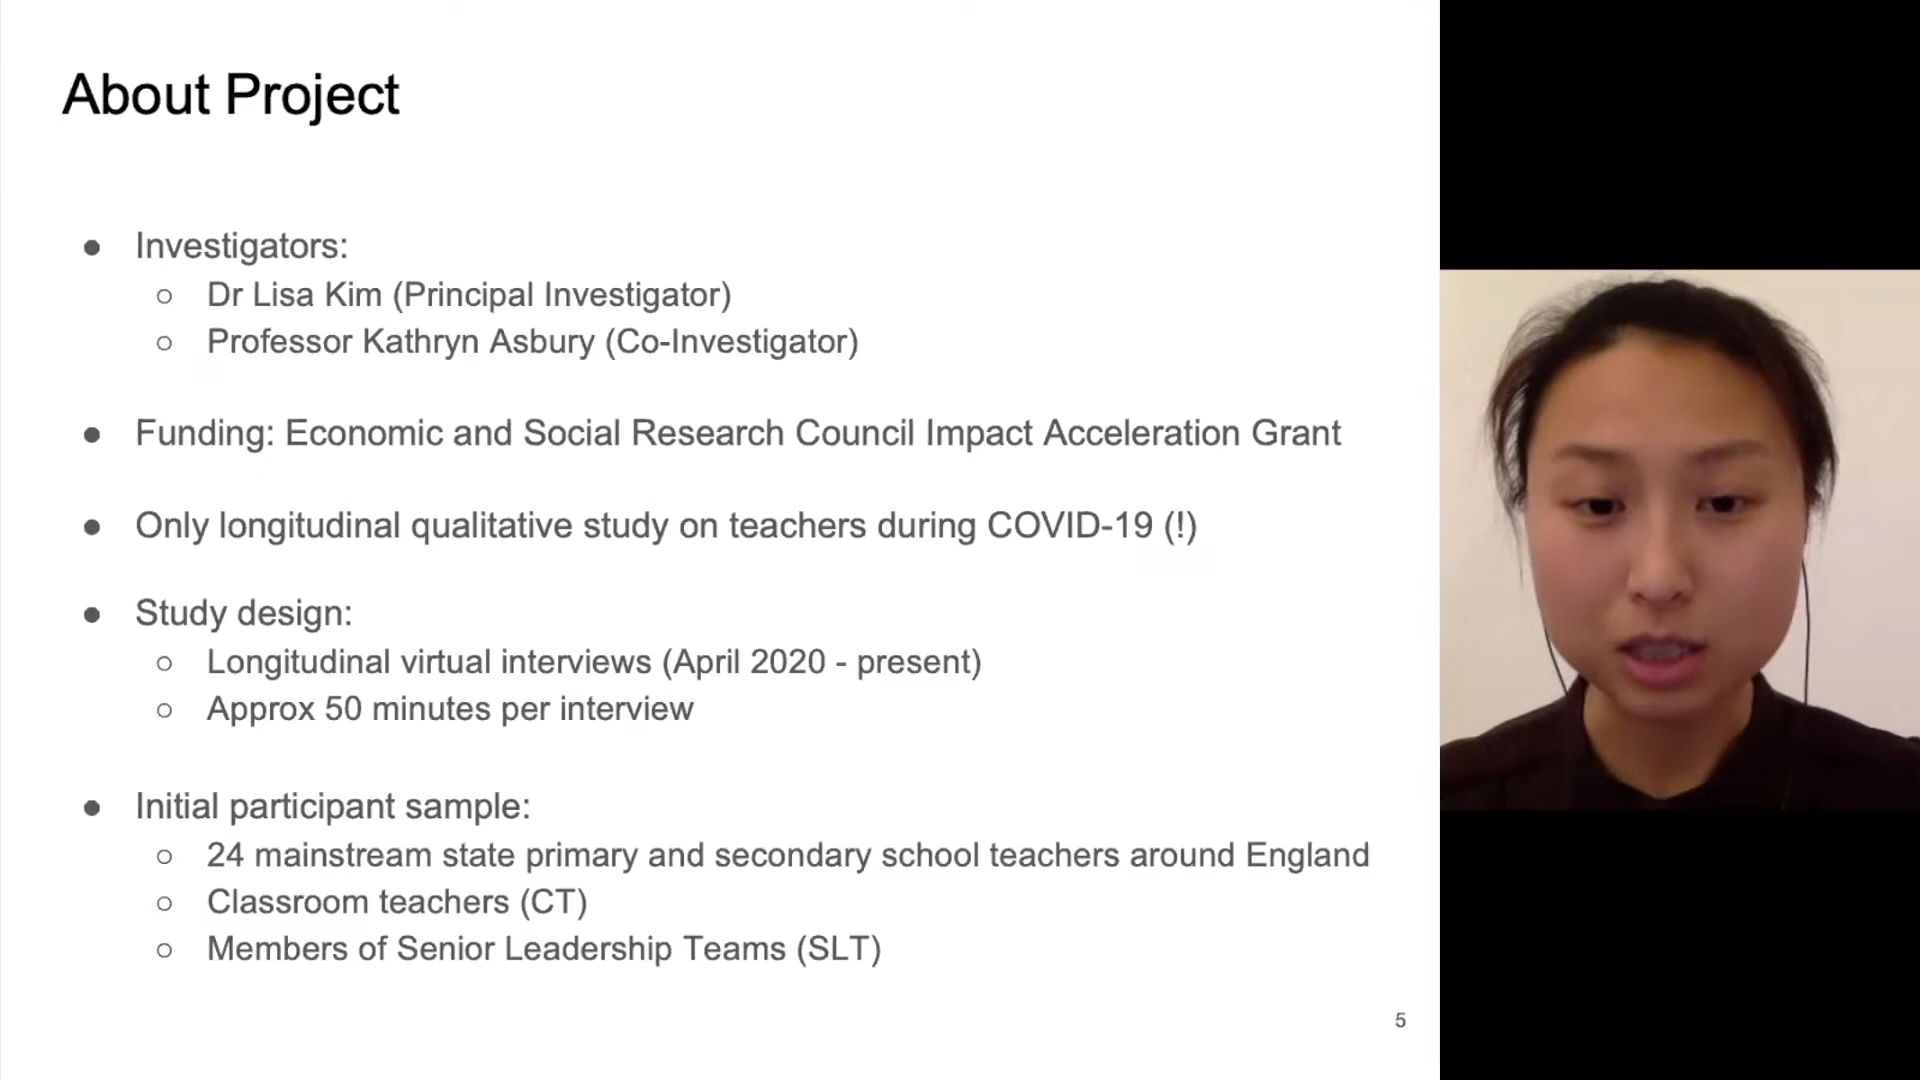 About Project
● Investigators:
○ Dr Lisa Kim (Principal Investigator)
○ Professor Kathryn Asbury (Co-Investigator)
● Funding: Economic and Social Research Council Impact Acceleration Grant
● Only longitudinal qualitative study on teachers during COVID-19 (!)
● Study design:
○ Longitudinal virtual interviews (April 2020 - present)
○ Approx 50 minutes per interview
● Initial participant sample:
○ 24 mainstream state primary and secondary school teachers around England
○ Classroom teachers (CT)
○ Members of Senior Leadership Teams (SLT)
5